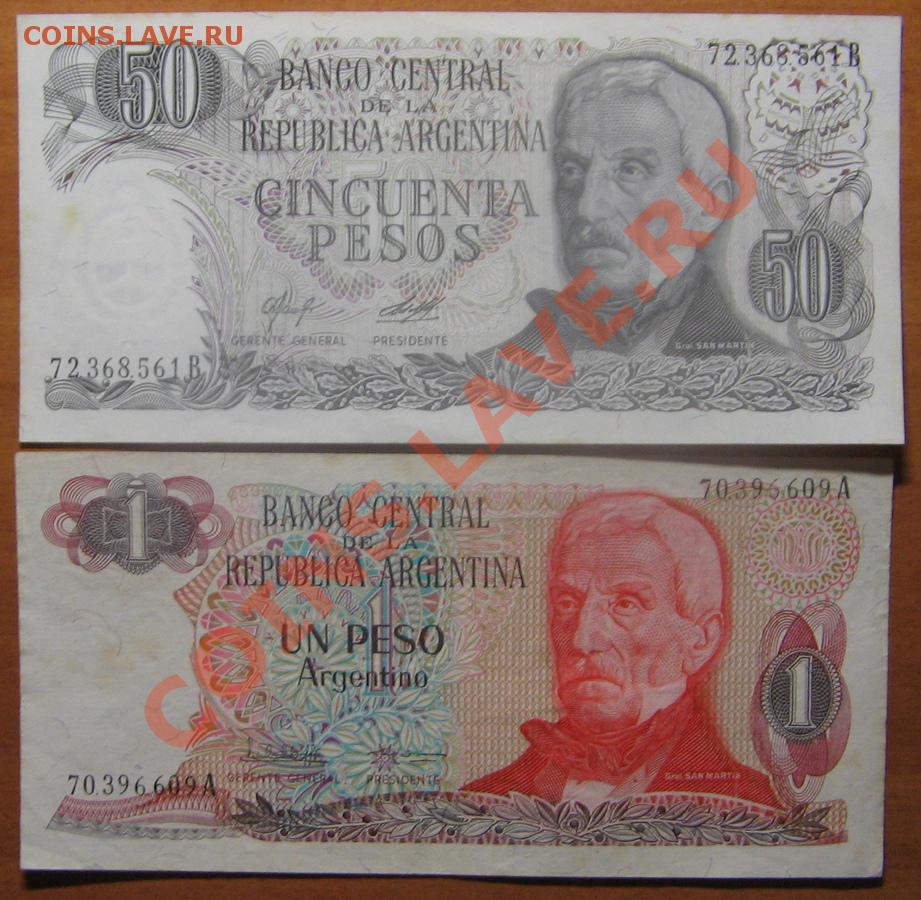 COINS.LAVE.RU
50
72.368.561 B
BANCO CENTRAL
DE LA
REPUBLICA ARGENTINA
CINCUENTA
PESOS
50
GERENTE GENERAL PRESIDENTE
Gral. SAN MARTIN
72.368.561 B
COINS.LAVE.RU
1
70.396.609 A
BANCO CENTRAL
DE LA
REPUBLICA ARGENTINA
1
UN PESO
Argentino
1
GERENTE GENERAL PRESIDENTE
Gral. SAN MARTIN
70.396.609 A